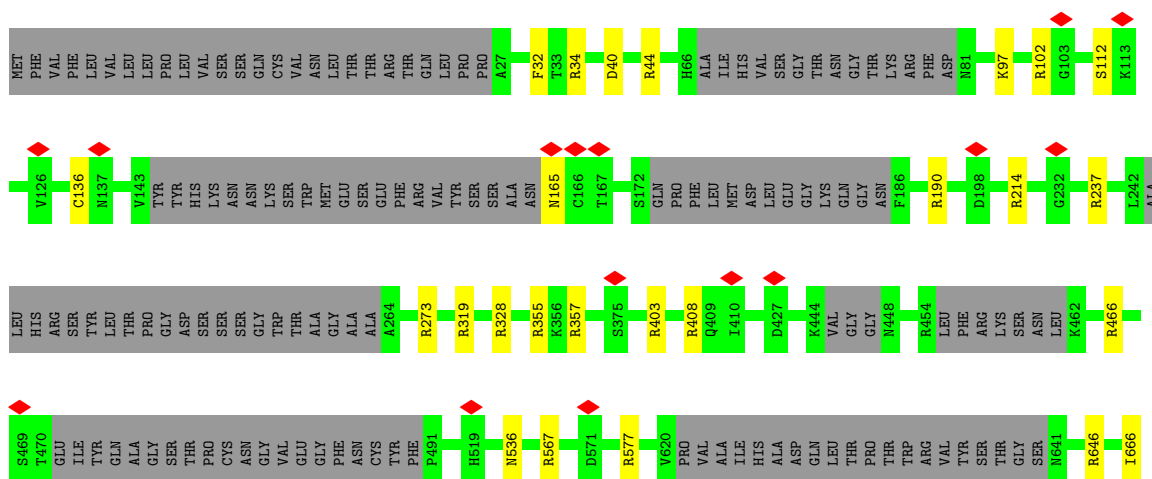 MET PHE VAL PHE LEU VAL LEU LEU PRO LEU VAL SER SER GLN CYS VAL ASN LEU THR THR ARG THR GLN LEU PRO PRO A27 F32 T33 R34 D40 R44 H66 ALA ILE HIS VAL SER GLY THR ASN GLY THR LYS ARG PHE ASP N81 K97 R102 G103 S112 K113
V126 C136 N137 V143 TYR TYR HIS LYS ASN ASN LYS SER TRP MET GLU SER GLU PHE ARG VAL TYR SER SER ALA ASN N165 C166 T167 S172 GLN PRO PHE LEU MET ASP LEU GLU GLY LYS GLN GLY ASN F186 R190 D198 R214 G232 R237 L242 ALA
LEU HIS ARG SER TYR LEU THR PRO GLY ASP SER SER SER GLY TRP THR ALA GLY ALA ALA A264 R273 R319 R328 R355 K356 R357 S375 R403 R408 Q409 I410 D427 K444 VAL GLY GLY N448 R454 LEU PHE ARG LYS SER ASN LEU K462 R466
S469 T470 GLU ILE TYR GLN ALA GLY SER THR PRO CYS ASN GLY VAL GLU GLY PHE ASN CYS TYR PHE P491 H519 N536 R567 D571 R577 V620 PRO VAL ALA ILE HIS ALA ASP GLN LEU THR PRO THR TRP ARG VAL TYR SER THR GLY SER N641 R646 I666